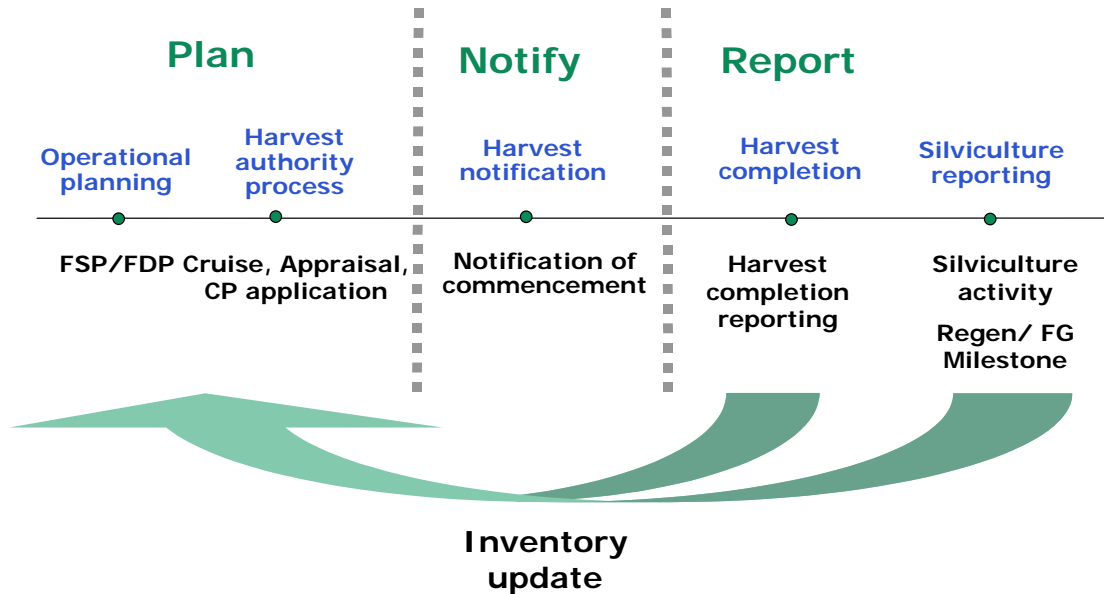 Plan
Notify
Report
Operational
planning
Harvest
authority
process
Harvest
notification
Harvest
completion
Silviculture
reporting
FSP/FDP
Cruise, Appraisal,
CP application
Notification of
commencement
Harvest
completion
reporting
Silviculture
activity
Regen/ FG
Milestone
Inventory
update